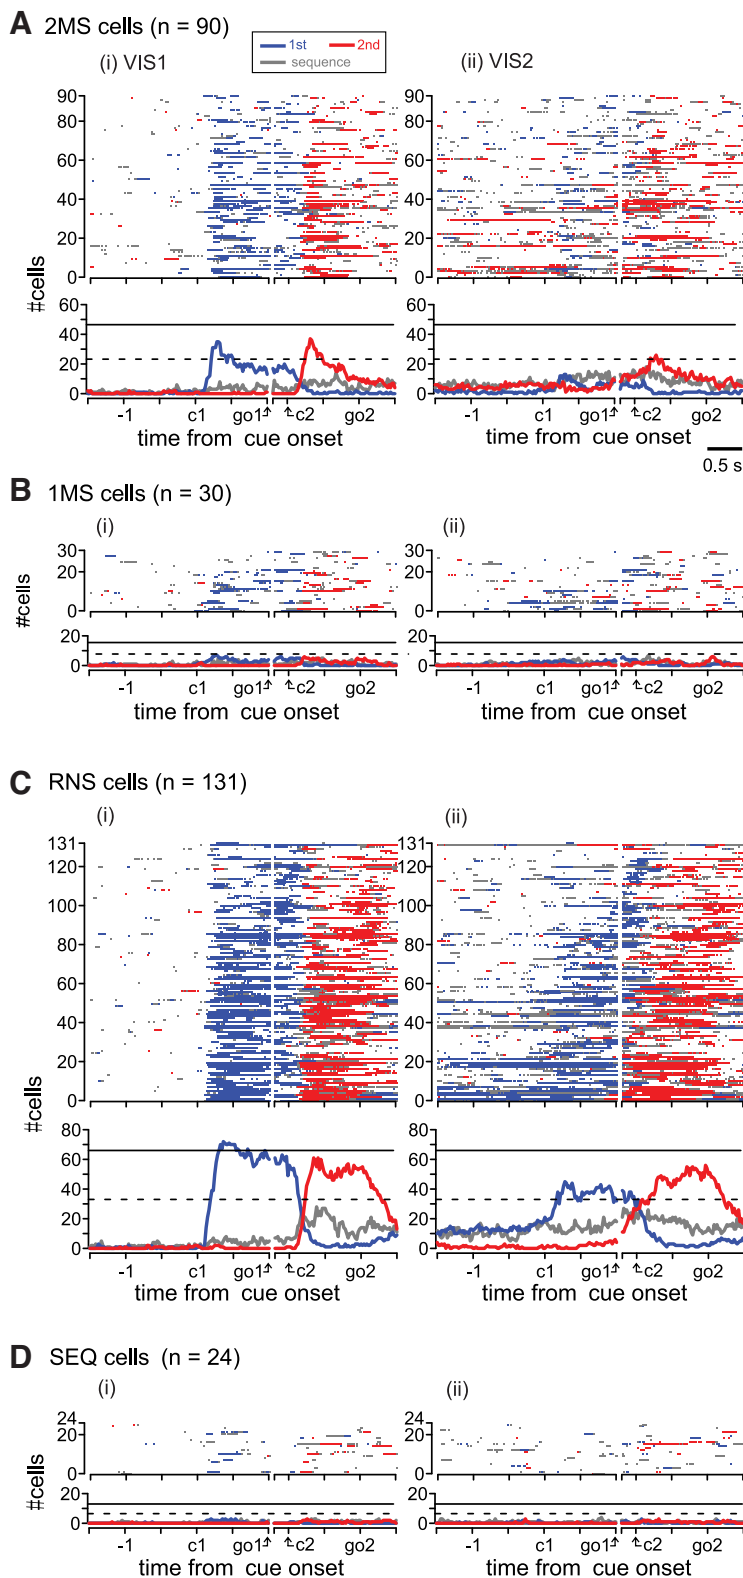 A 2MS cells (n = 90)
1st 2nd
sequence
(i) VIS1 (ii) VIS2
90
80
60
40
20
0
90
80
60
40
20
0
#cells
60
40
20
0
60
40
20
0
-1 c1 go1 c2 go2
-1 c1 go1 c2 go2
time from cue onset time from cue onset
0.5 s
B 1MS cells (n = 30)
(i) (ii)
30
20
0
30
20
0
#cells
20
0
20
0
-1 c1 go1 c2 go2
-1 c1 go1 c2 go2
time from cue onset time from cue onset
C RNS cells (n = 131)
(i) (ii)
131
120
100
80
60
40
20
0
131
120
100
80
60
40
20
0
#cells
80
60
40
20
0
80
60
40
20
0
-1 c1 go1 c2 go2
-1 c1 go1 c2 go2
time from cue onset time from cue onset
D SEQ cells (n = 24)
(i) (ii)
24
20
0
24
20
0
#cells
20
0
20
0
-1 c1 go1 c2 go2
-1 c1 go1 c2 go2
time from cue onset time from cue onset